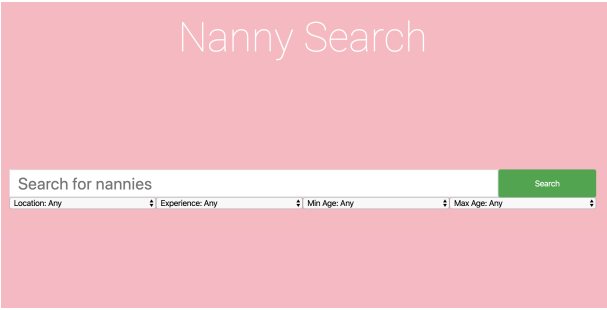 Nanny Search
Search for nannies Search
Location: Any Experience: Any Min Age: Any Max Age: Any